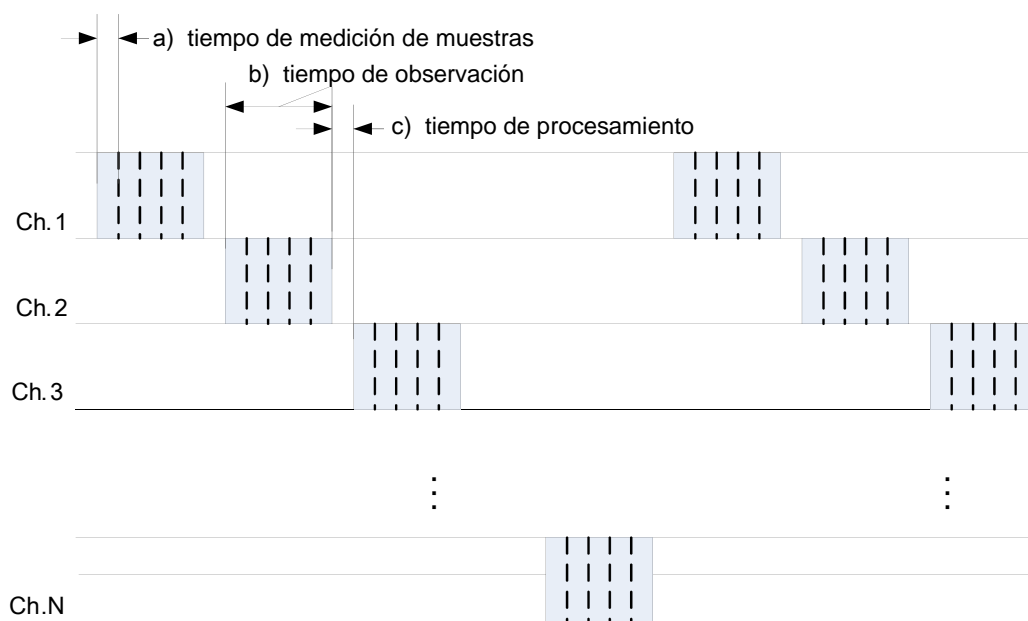 a) tiempo de medición de muestras
b) tiempo de observación
c) tiempo de procesamiento
Ch.1
Ch.2
Ch.3
Ch.N